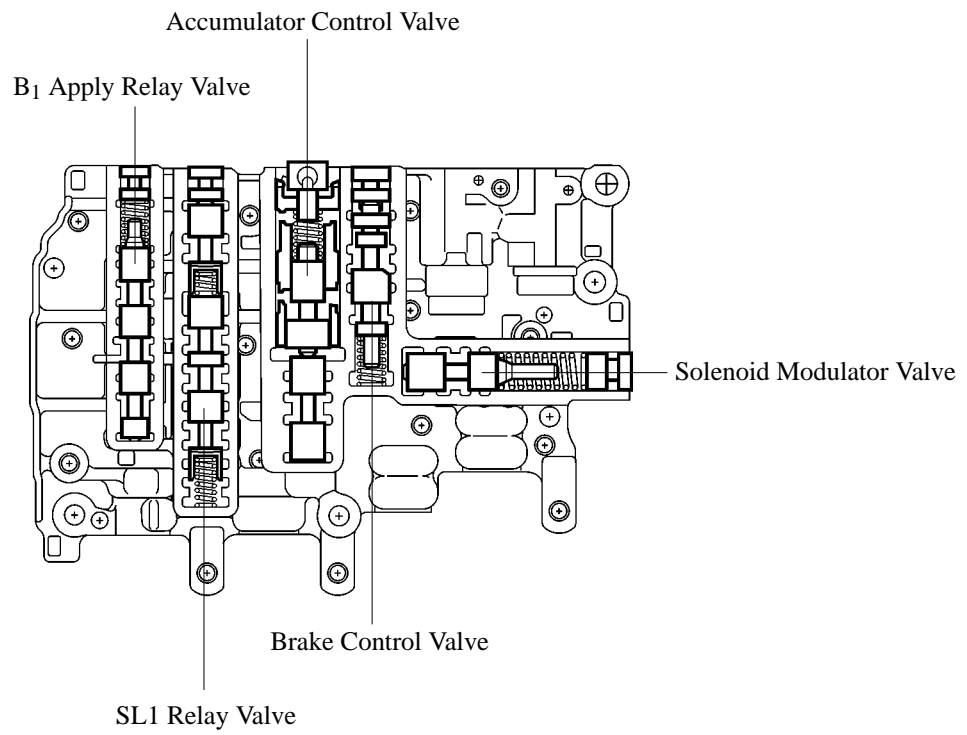 Accumulator Control Valve
B₁ Apply Relay Valve
Solenoid Modulator Valve
Brake Control Valve
SL1 Relay Valve